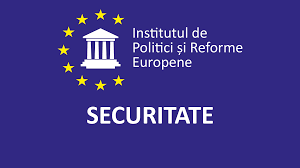 Institutul de
Politici și Reforme
Europene
SECURITATE